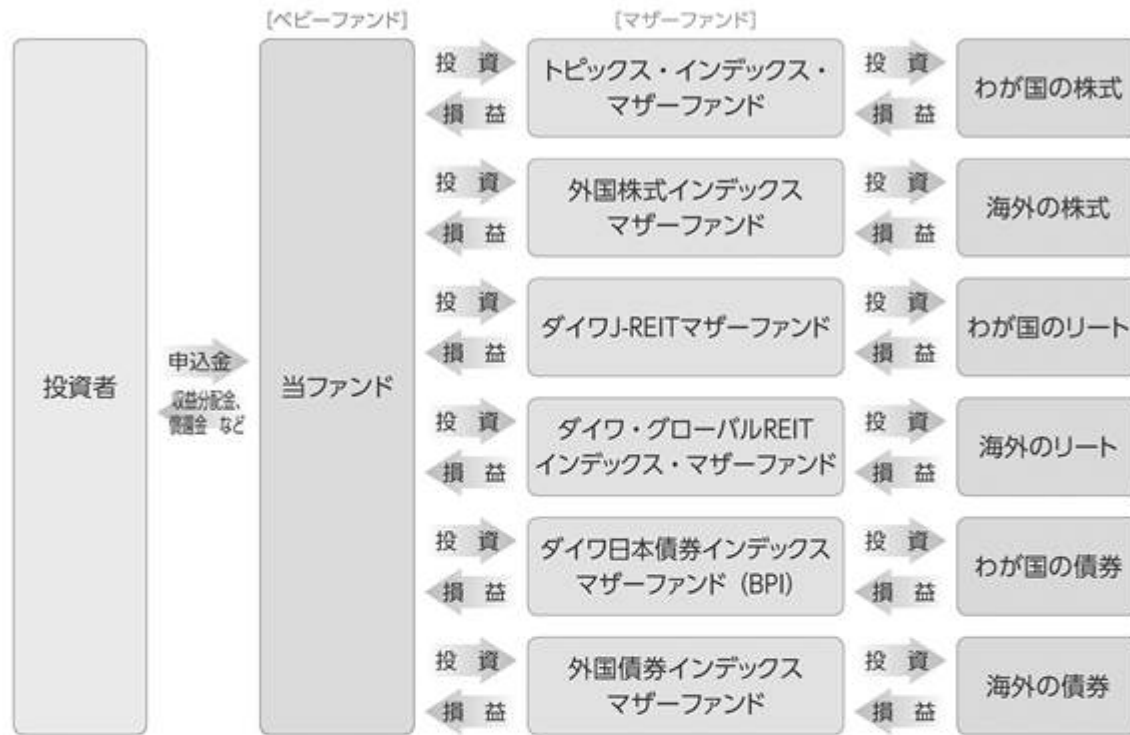 [ベビーファンド]
[マザーファンド]
投資者
申込金
収益分配金、
償還金 など
当ファンド
投 資
損 益
トピックス・インデックス・
マザーファンド
投 資
損 益
わが国の株式
投 資
損 益
外国株式インデックス
マザーファンド
投 資
損 益
海外の株式
投 資
損 益
ダイワJ-REITマザーファンド
投 資
損 益
わが国のリート
投 資
損 益
ダイワ・グローバルREIT
インデックス・マザーファンド
投 資
損 益
海外のリート
投 資
損 益
ダイワ日本債券インデックス
マザーファンド（BPI）
投 資
損 益
わが国の債券
投 資
損 益
外国債券インデックス
マザーファンド
投 資
損 益
海外の債券